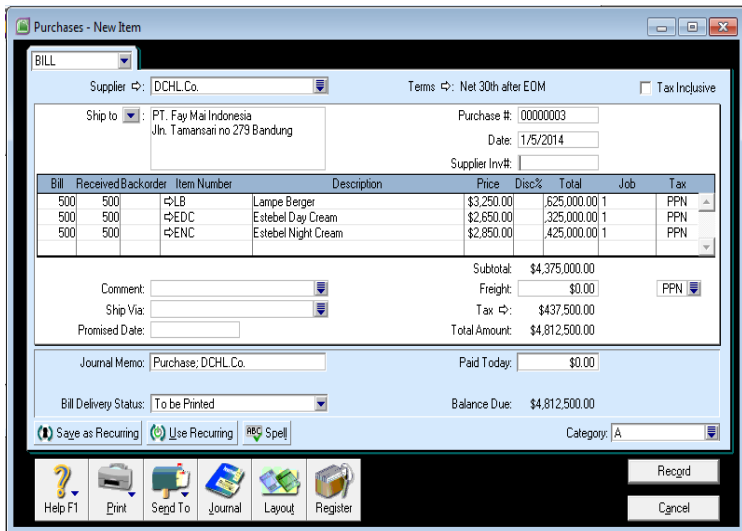 Purchases - New Item
BILL
Supplier ⇨: DCHL.Co. Terms ⇨: Net 30th after EOM Tax Inclusive
Ship to : PT. Fay Mai Indonesia Purchase #: 00000003
Jln. Tamansari no 279 Bandung Date: 1/5/2014
Supplier Inv#:
Bill Received Backorder Item Number Description Price Disc% Total Job Tax
500 500 ⇨LB Lampe Berger $3,250.00 ,625,000.00 1 PPN
500 500 ⇨EDC Estebel Day Cream $2,650.00 ,325,000.00 1 PPN
500 500 ⇨ENC Estebel Night Cream $2,850.00 ,425,000.00 1 PPN
Subtotal: $4,375,000.00
Comment: Freight: $0.00 PPN
Ship Via: Tax ⇨: $437,500.00
Promised Date: Total Amount: $4,812,500.00
Journal Memo: Purchase; DCHL.Co. Paid Today: $0.00
Bill Delivery Status: To be Printed Balance Due: $4,812,500.00
Save as Recurring Use Recurring ABC Spell Category: A
Help F1 Print Send To Journal Layout Register Record
Cancel